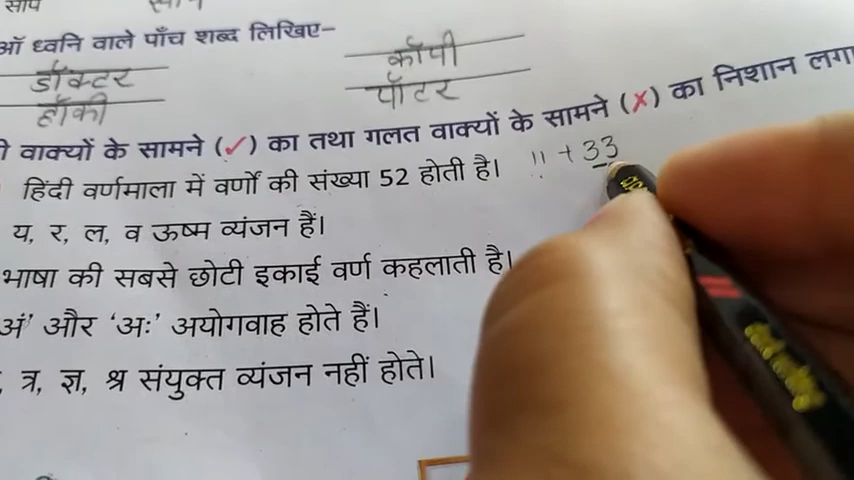 ऑ ध्वनि वाले पाँच शब्द लिखिए–
डॉक्टर कॉपी
हॉकी पॉटर
वाक्यों के सामने (✓) का तथा गलत वाक्यों के सामने (✗) का निशान लगा
हिंदी वर्णमाला में वर्णों की संख्या 52 होती है। 11 + 33
य, र, ल, व ऊष्म व्यंजन हैं।
भाषा की सबसे छोटी इकाई वर्ण कहलाती है।
अं' और 'अः' अयोगवाह होते हैं।
, त्र, ज्ञ, श्र संयुक्त व्यंजन नहीं होते।